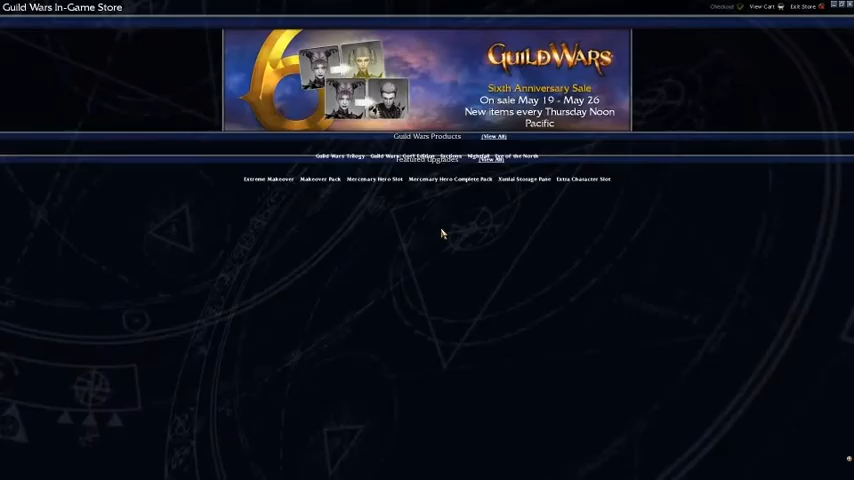 Guild Wars In-Game Store
Checkout View Cart Exit Store
GUILDWARS
Sixth Anniversary Sale
On sale May 19 - May 26
New items every Thursday Noon
Pacific
Guild Wars Products (View All)
Guild Wars Trilogy Guild Wars: Factions Nightfall Eye of the North
Featured Upgrades (View All)
Extreme Makeover Makeover Pack Mercenary Hero Slot Mercenary Hero Complete Pack Xunlai Storage Pane Extra Character Slot